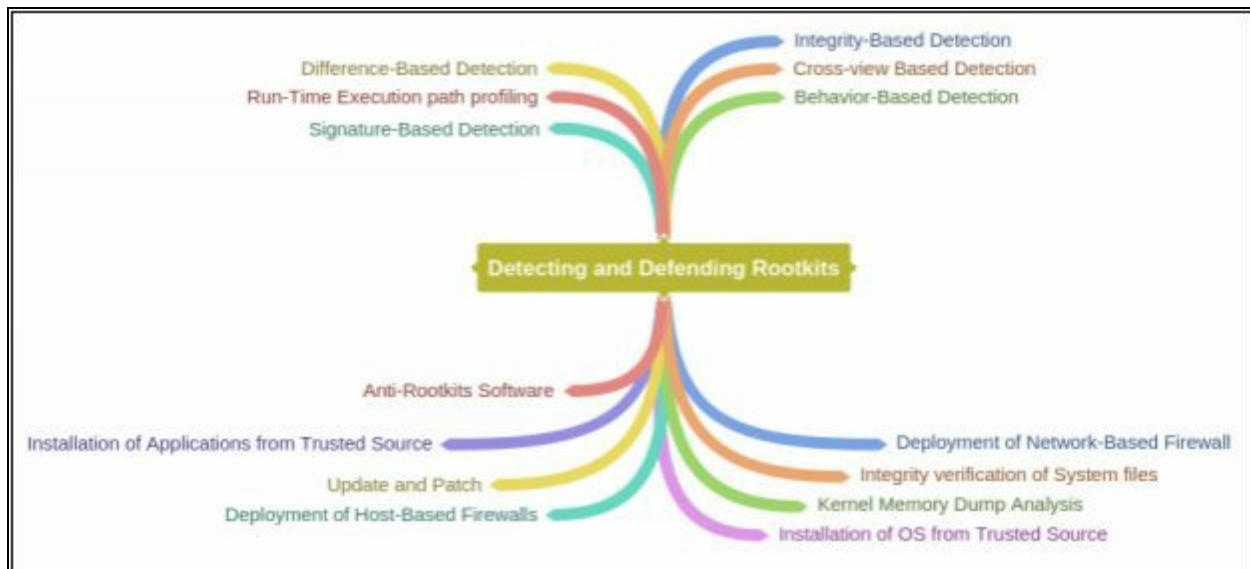 Integrity-Based Detection
Difference-Based Detection
Cross-view Based Detection
Run-Time Execution path profiling
Behavior-Based Detection
Signature-Based Detection
Detecting and Defending Rootkits
Anti-Rootkits Software
Installation of Applications from Trusted Source
Deployment of Network-Based Firewall
Integrity verification of System files
Update and Patch
Kernel Memory Dump Analysis
Deployment of Host-Based Firewalls
Installation of OS from Trusted Source